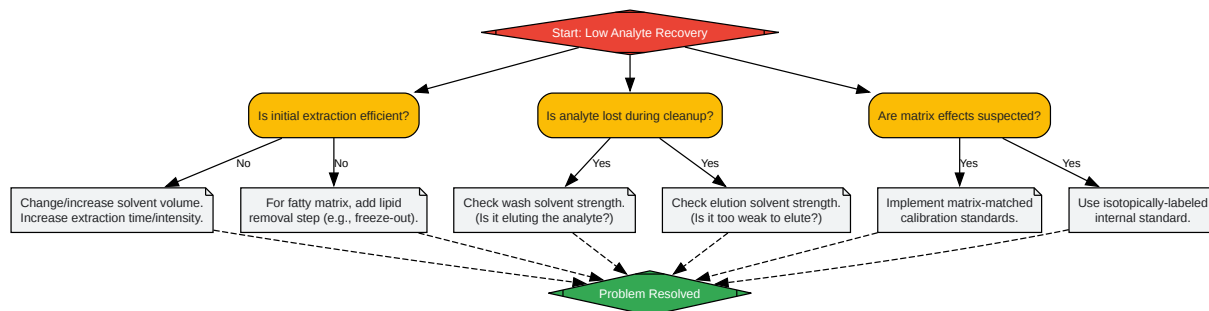 Start: Low Analyte Recovery
Is initial extraction efficient?
Is analyte lost during cleanup?
Are matrix effects suspected?
No
No
Yes
Yes
Yes
Yes
Change/increase solvent volume.
Increase extraction time/intensity.
For fatty matrix, add lipid
removal step (e.g., freeze-out).
Check wash solvent strength.
(Is it eluting the analyte?)
Check elution solvent strength.
(Is it too weak to elute?)
Implement matrix-matched
calibration standards.
Use isotopically-labeled
internal standard.
Problem Resolved